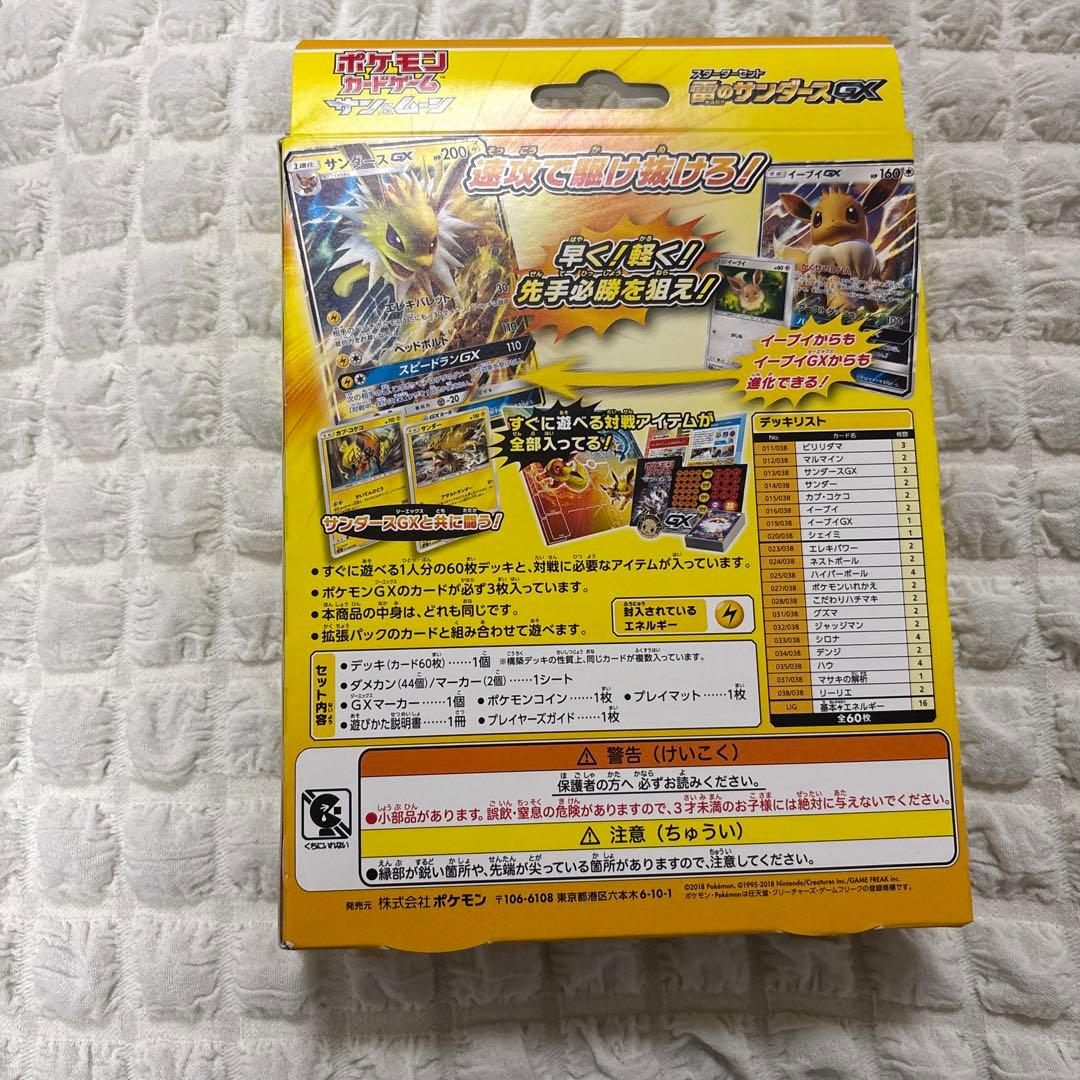 ポケモン
カードゲーム
サン&ムーン
スターターセット
雷のサンダースGX
速攻で駆け抜けろ!
1進化 サンダースGX HP200
早く!軽く!
先手必勝を狙え!
イーブイGX HP160
イーブイ
エレキバレット 30
ヘッドボルト 110
スピードランGX 110
イーブイからも
イーブイGXからも
進化できる!
カプ・コケコ
かいてんひこう
サンダー
アサルトサンダー
サンダースGXと共に闘う!
すぐに遊べる対戦アイテムが
全部入ってる!
デッキリスト
No. カード名 枚数
011/038 ビリリダマ 3
012/038 マルマイン 2
013/038 サンダースGX 2
014/038 サンダー 2
015/038 カプ・コケコ 2
016/038 イーブイ 2
019/038 イーブイGX 1
020/038 シェイミ 1
023/038 エレキパワー 2
024/038 ネストボール 2
025/038 ハイパーボール 4
027/038 ポケモンいれかえ 2
028/038 こだわりハチマキ 2
031/038 グズマ 2
032/038 ジャッジマン 2
033/038 シロナ 4
034/038 デンジ 2
035/038 ハウ 4
037/038 マサキの解析 1
038/038 リーリエ 2
LIG 基本エネルギー 16
全60枚
●すぐに遊べる1人分の60枚デッキと、対戦に必要なアイテムが入っています。
●ポケモンGXのカードが必ず3枚入っています。
●本商品の中身は、どれも同じです。
●拡張パックのカードと組み合わせて遊べます。
封入されている
エネルギー
セット内容
●デッキ(カード60枚)……1個 ※構築デッキの性質上、同じカードが複数入っています。
●ダメカン(44個)/マーカー(2個)……1シート
●GXマーカー……1個 ●ポケモンコイン……1枚 ●プレイマット……1枚
●遊びかた説明書……1冊 ●プレイヤーズガイド……1枚
⚠ 警告(けいこく)
保護者の方へ 必ずお読みください。
●小部品があります。誤飲・窒息の危険がありますので、3才未満のお子様には絶対に与えないでください。
⚠ 注意(ちゅうい)
●縁部が鋭い箇所や、先端が尖っている箇所がありますので、注意してください。
くちにいれない
発売元 株式会社 ポケモン 〒106-6108 東京都港区六本木6-10-1
©2018 Pokémon. ©1995-2018 Nintendo/Creatures Inc./GAME FREAK inc.
ポケモン・Pokémonは任天堂・クリーチャーズ・ゲームフリークの登録商標です。